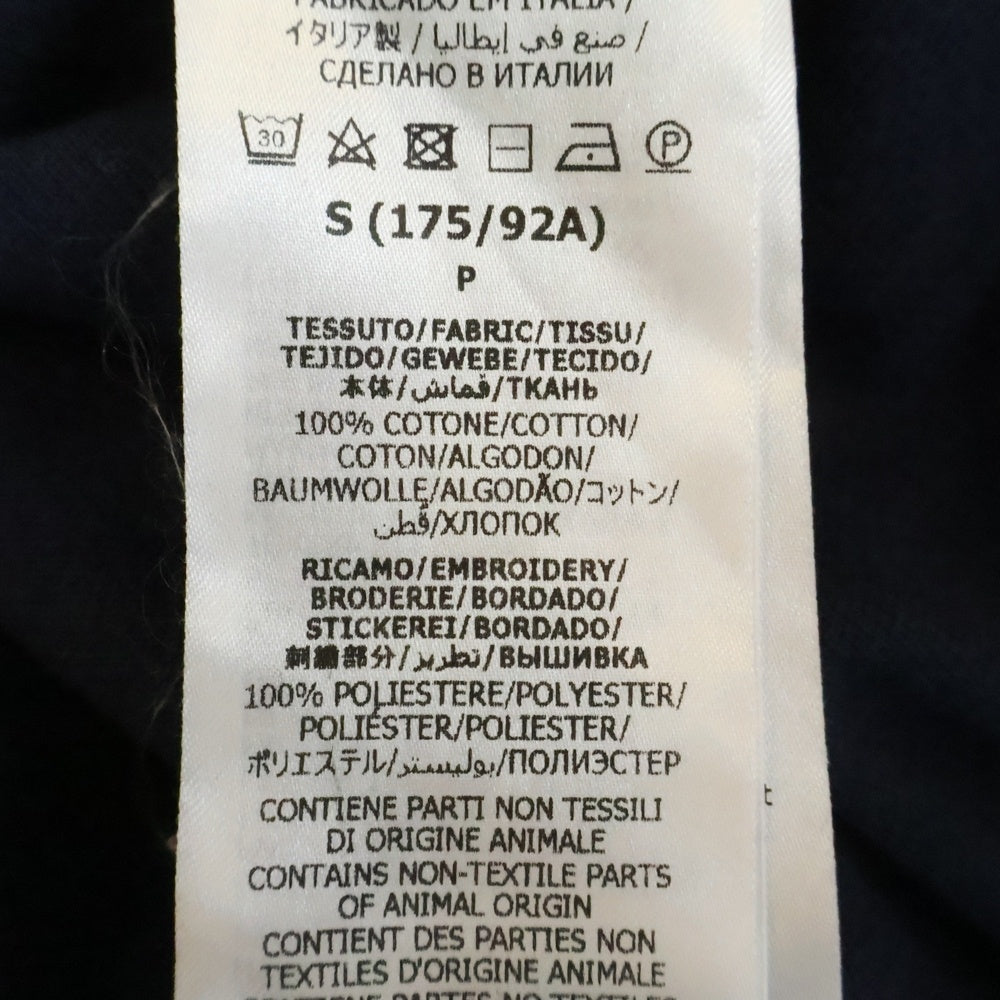 FABRICADO EM ITALIA /
イタリア製 / صنع في إيطاليا /
СДЕЛАНО В ИТАЛИИ
30 P
S (175/92A)
P
TESSUTO/FABRIC/TISSU/
TEJIDO/GEWEBE/TECIDO/
本体/قماش/ТКАНЬ
100% COTONE/COTTON/
COTON/ALGODON/
BAUMWOLLE/ALGODÃO/コットン/
قُطن/ХЛОПОК
RICAMO/EMBROIDERY/
BRODERIE/BORDADO/
STICKEREI/BORDADO/
刺繍部分/تطريز/ВЫШИВКА
100% POLIESTERE/POLYESTER/
POLIÉSTER/POLIESTER/
ポリエステル/بوليستر/ПОЛИЭСТЕР
CONTIENE PARTI NON TESSILI
DI ORIGINE ANIMALE
CONTAINS NON-TEXTILE PARTS
OF ANIMAL ORIGIN
CONTIENT DES PARTIES NON
TEXTILES D'ORIGINE ANIMALE